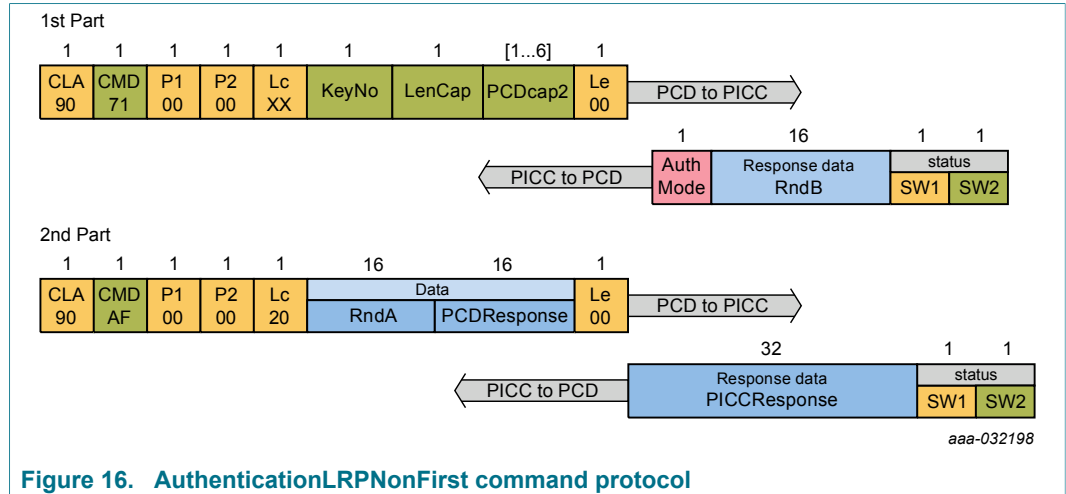 1st Part
1 1 1 1 1 1 1 [1...6] 1
CLA CMD P1 P2 Lc KeyNo LenCap PCDcap2 Le
90 71 00 00 XX 00
PCD to PICC
1 16 1 1
Auth Response data status
Mode RndB SW1 SW2
PICC to PCD
2nd Part
1 1 1 1 1 16 16 1
CLA CMD P1 P2 Lc Data Le
90 AF 00 00 20 RndA PCDResponse 00
PCD to PICC
32 1 1
Response data status
PICCResponse SW1 SW2
PICC to PCD
aaa-032198
Figure 16. AuthenticationLRPNonFirst command protocol